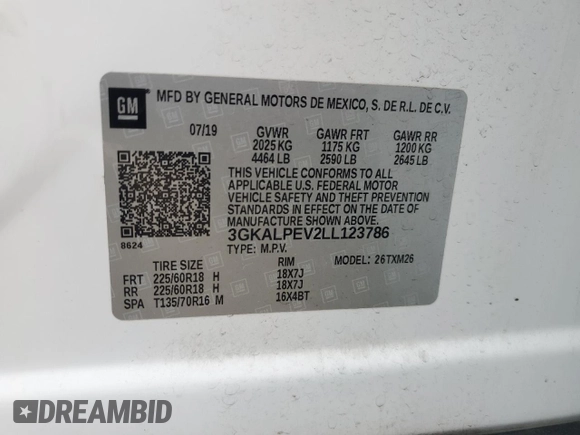 GM
MFD BY GENERAL MOTORS DE MEXICO, S. DE R.L. DE C.V.
07/19 GVWR GAWR FRT GAWR RR
2025 KG 1175 KG 1200 KG
4464 LB 2590 LB 2645 LB
THIS VEHICLE CONFORMS TO ALL
APPLICABLE U.S. FEDERAL MOTOR
VEHICLE SAFETY AND THEFT PREVENTION
STANDARDS IN EFFECT ON THE DATE OF
MANUFACTURE SHOWN ABOVE.
8624 3GKALPEV2LL123786
TYPE: M.P.V. MODEL: 26TXM26
TIRE SIZE RIM
FRT 225/60R18 H 18X7J
RR 225/60R18 H 18X7J
SPA T135/70R16 M 16X4BT
DREAMBID